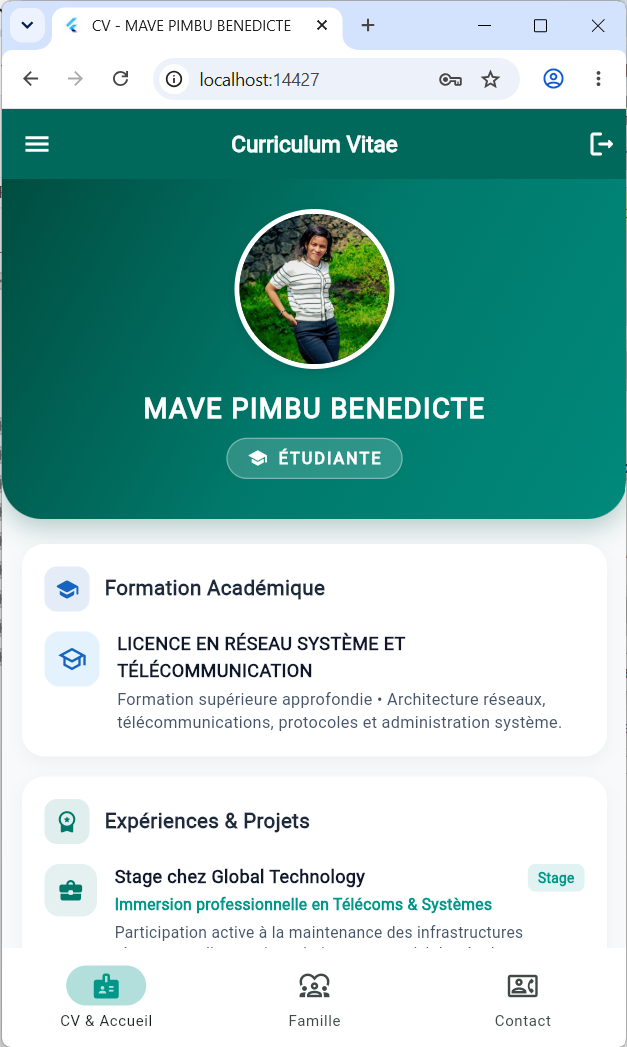 CV - MAVE PIMBU BENEDICTE
localhost:14427
Curriculum Vitae
MAVE PIMBU BENEDICTE
ÉTUDIANTE
Formation Académique
LICENCE EN RÉSEAU SYSTÈME ET
TÉLÉCOMMUNICATION
Formation supérieure approfondie • Architecture réseaux,
télécommunications, protocoles et administration système.
Expériences & Projets
Stage chez Global Technology
Stage
Immersion professionnelle en Télécoms & Systèmes
Participation active à la maintenance des infrastructures
CV & Accueil
Famille
Contact